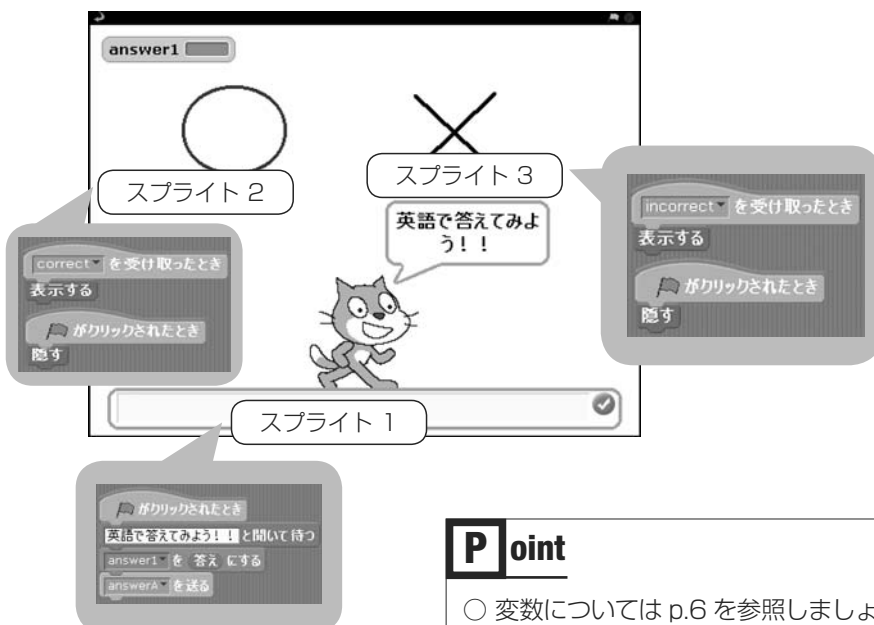 answer1
スプライト 2
スプライト 3
英語で答えてみよ
う!!
correct を受け取ったとき
表示する
がクリックされたとき
隠す
incorrect を受け取ったとき
表示する
がクリックされたとき
隠す
スプライト 1
がクリックされたとき
英語で答えてみよう!! と聞いて待つ
answer1 を 答え にする
answerA を送る
Point
○ 変数については p.6 を参照しましょ